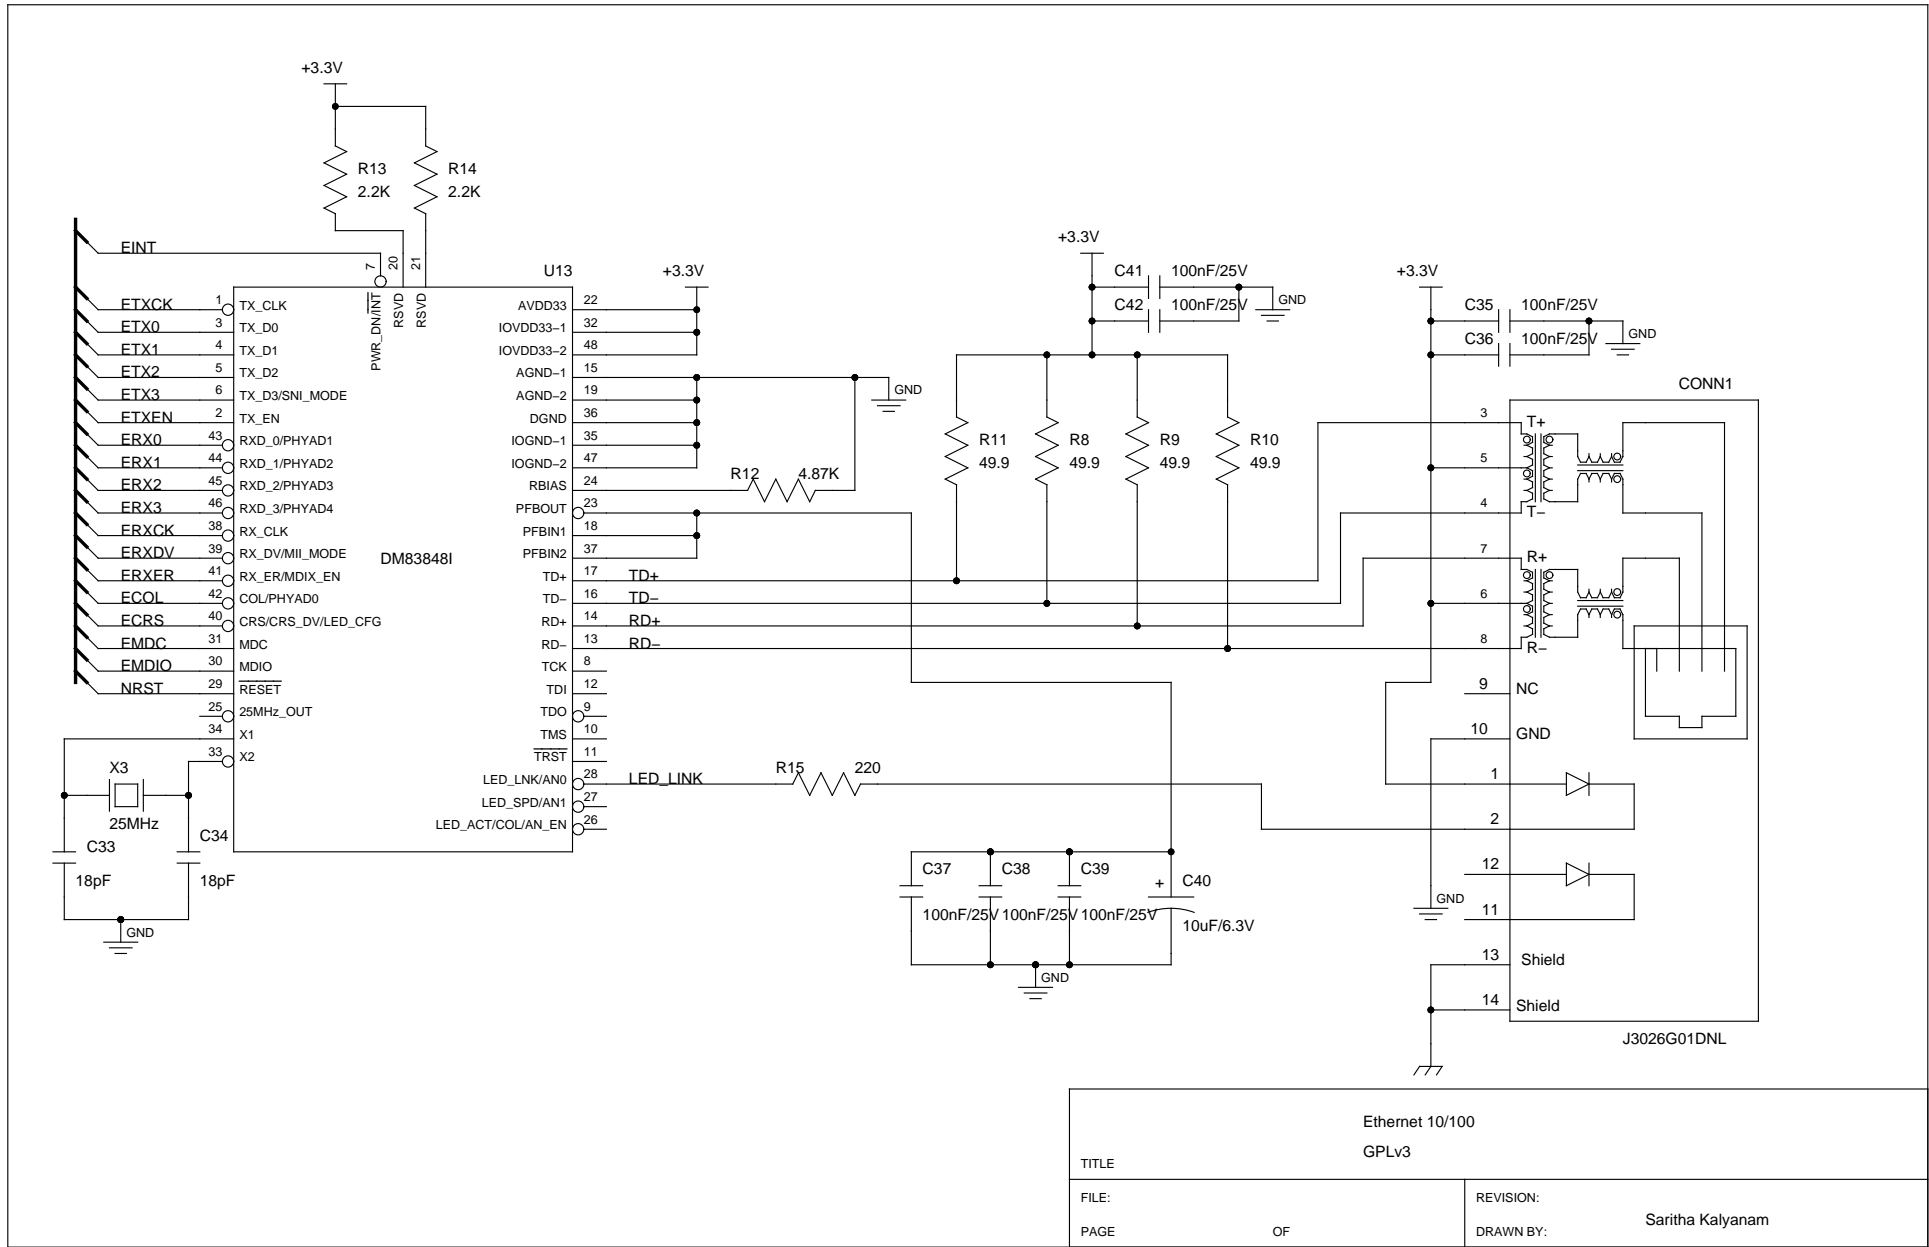 +3.3V
R13
2.2K
R14
2.2K
EINT
ETXCK
ETX0
ETX1
ETX2
ETX3
ETXEN
ERX0
ERX1
ERX2
ERX3
ERXCK
ERXDV
ERXER
ECOL
ECRS
EMDC
EMDIO
NRST
7
20
21
PWR_DN/INT
RSVD
RSVD
U13
DM83848I
1 TX_CLK
3 TX_D0
4 TX_D1
5 TX_D2
6 TX_D3/SNI_MODE
2 TX_EN
43 RXD_0/PHYAD1
44 RXD_1/PHYAD2
45 RXD_2/PHYAD3
46 RXD_3/PHYAD4
38 RX_CLK
39 RX_DV/MII_MODE
41 RX_ER/MDIX_EN
42 COL/PHYAD0
40 CRS/CRS_DV/LED_CFG
31 MDC
30 MDIO
29 RESET
25 25MHz_OUT
34 X1
33 X2
X3
25MHz
C33
18pF
C34
18pF
GND
AVDD33 22
IOVDD33-1 32
IOVDD33-2 48
AGND-1 15
AGND-2 19
DGND 36
IOGND-1 35
IOGND-2 47
RBIAS 24
PFBOUT 23
PFBIN1 18
PFBIN2 37
TD+ 17 TD+
TD- 16 TD-
RD+ 14 RD+
RD- 13 RD-
TCK 8
TDI 12
TDO 9
TMS 10
TRST 11
LED_LNK/AN0 28 LED_LINK
LED_SPD/AN1 27
LED_ACT/COL/AN_EN 26
+3.3V
GND
R12 4.87K
R15 220
+3.3V
C41 100nF/25V
C42 100nF/25V
GND
R11
49.9
R8
49.9
R9
49.9
R10
49.9
C37
100nF/25V
C38
100nF/25V
C39
100nF/25V
+
C40
10uF/6.3V
GND
+3.3V
C35 100nF/25V
C36 100nF/25V
GND
CONN1
3 T+
5
4 T-
7 R+
6
8 R-
9 NC
10 GND
1
2
12
GND
11
13 Shield
14 Shield
J3026G01DNL
Ethernet 10/100
GPLv3
TITLE
FILE:
REVISION:
PAGE OF
DRAWN BY: Saritha Kalyanam